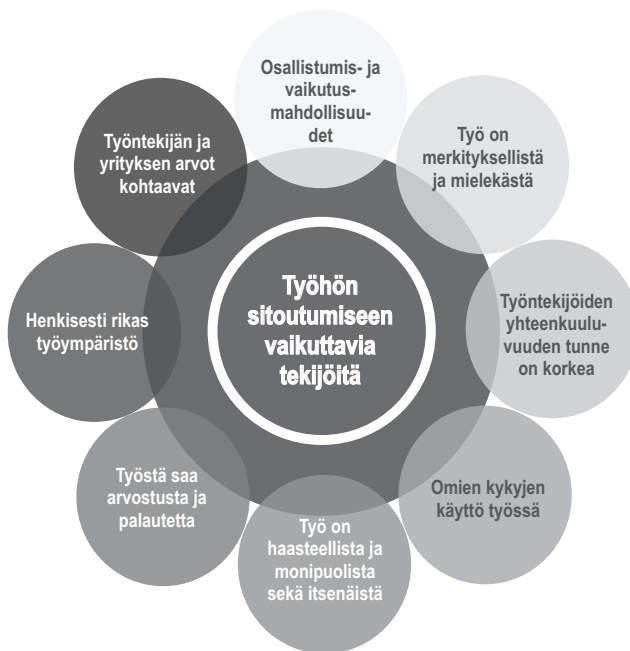 Osallistumis- ja
vaikutus-
mahdollisuu-
det
Työ on
merkityksellistä
ja mielekästä
Työntekijöiden
yhteenkuulu-
vuuden tunne
on korkea
Omien kykyjen
käyttö työssä
Työ on
haasteellista ja
monipuolista
sekä itsenäistä
Työstä saa
arvostusta ja
palautetta
Henkisesti rikas
työympäristö
Työntekijän ja
yrityksen arvot
kohtaavat
Työhön
sitoutumiseen
vaikuttavia
tekijöitä